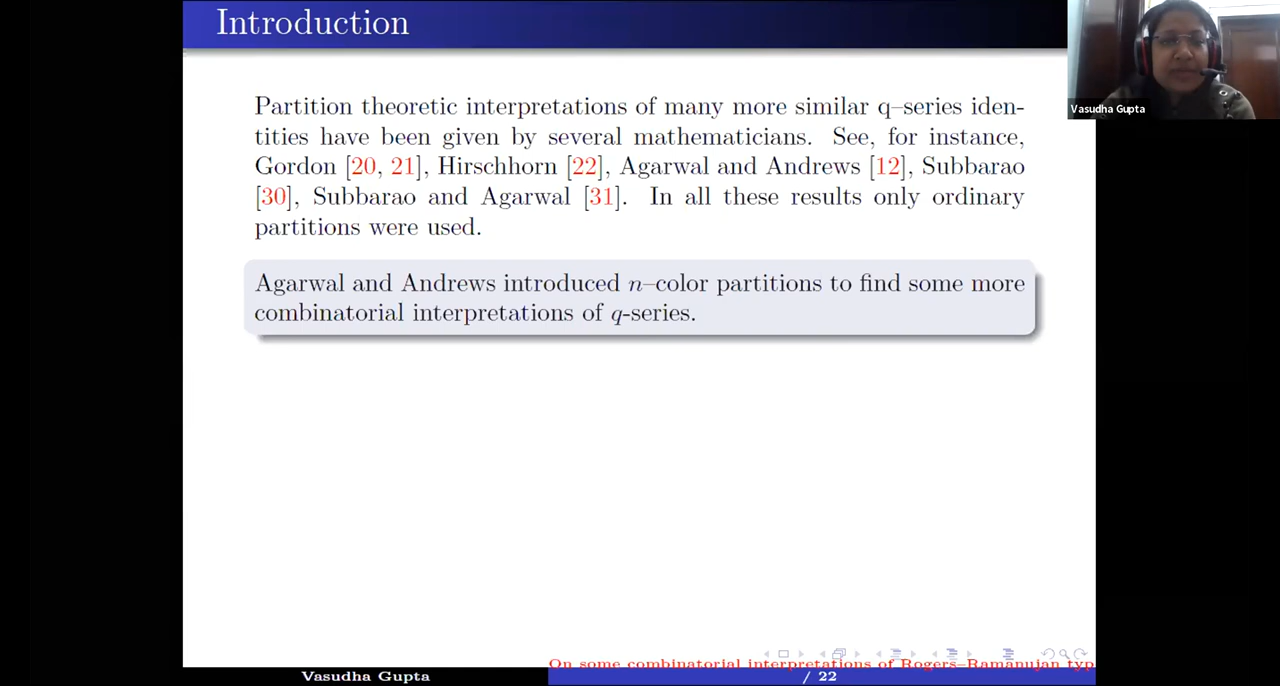 Introduction
Partition theoretic interpretations of many more similar q–series iden-
tities have been given by several mathematicians. See, for instance,
Gordon [20, 21], Hirschhorn [22], Agarwal and Andrews [12], Subbarao
[30], Subbarao and Agarwal [31]. In all these results only ordinary
partitions were used.
Agarwal and Andrews introduced n–color partitions to find some more
combinatorial interpretations of q-series.
Vasudha Gupta
On some combinatorial interpretations of Rogers–Ramanujan typ
Vasudha Gupta
/ 22